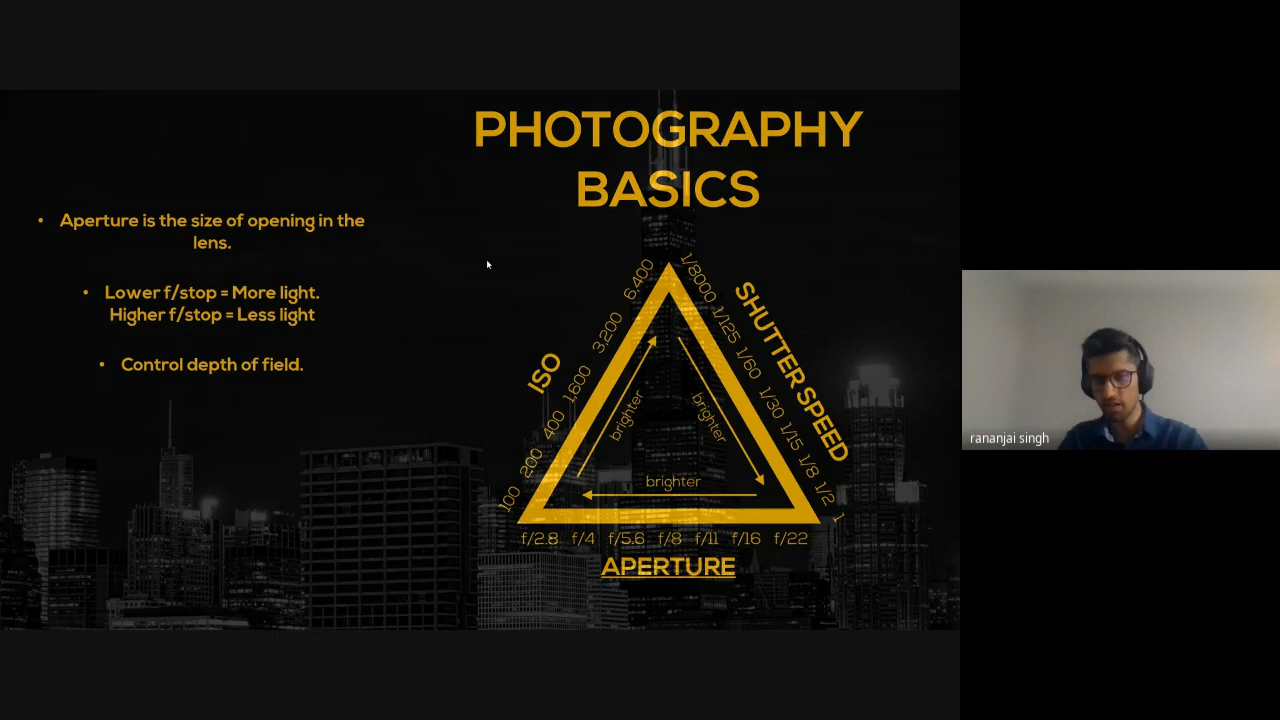 PHOTOGRAPHY
BASICS
• Aperture is the size of opening in the
lens.
• Lower f/stop = More light.
Higher f/stop = Less light
• Control depth of field.
ISO
100 200 400 1,600 3,200 6,400
SHUTTER SPEED
1/8000 1/125 1/60 1/30 1/15 1/8 1/2 1
brighter
brighter
brighter
f/2.8 f/4 f/5.6 f/8 f/11 f/16 f/22
APERTURE
rananjai singh